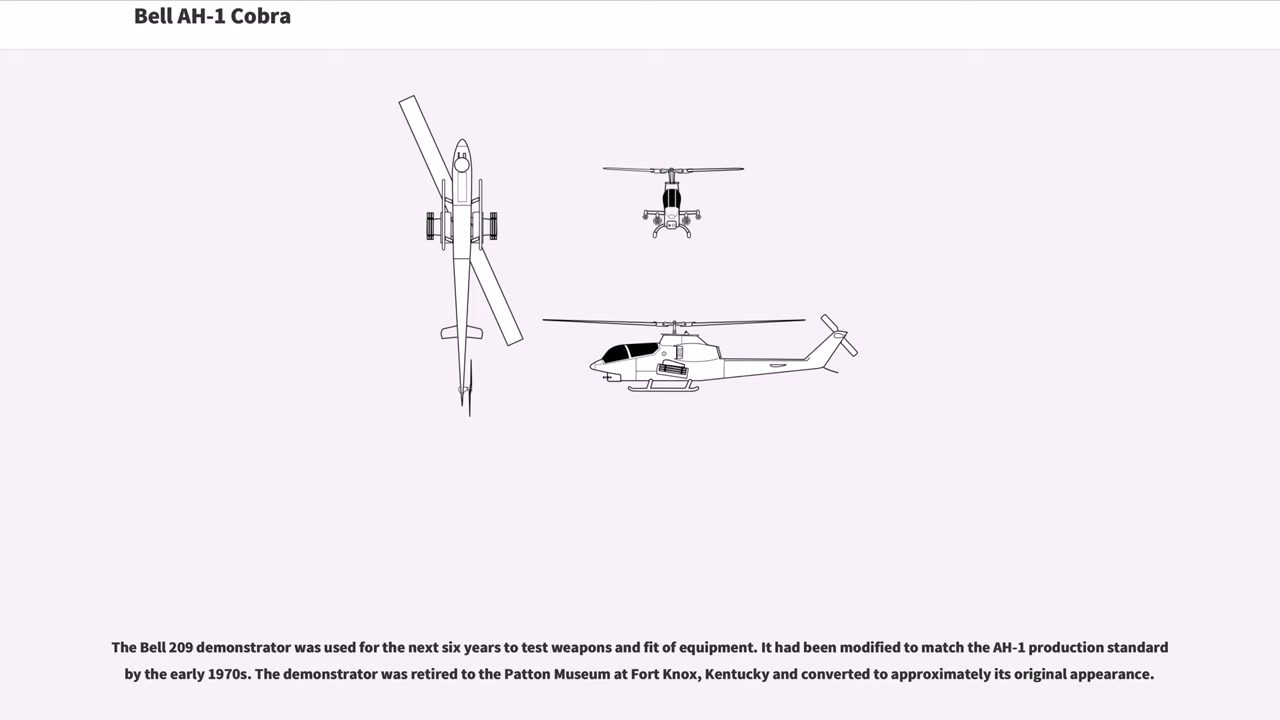 Bell AH-1 Cobra
The Bell 209 demonstrator was used for the next six years to test weapons and fit of equipment. It had been modified to match the AH-1 production standard
by the early 1970s. The demonstrator was retired to the Patton Museum at Fort Knox, Kentucky and converted to approximately its original appearance.